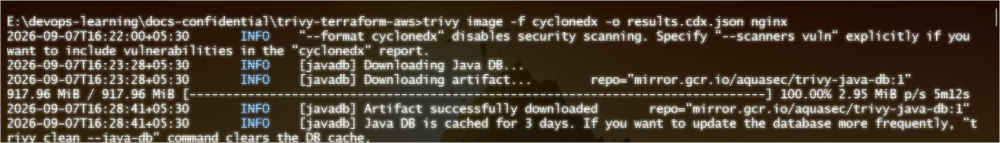 E:\devops-learning\docs-confidential\trivy-terraform-aws>trivy image -f cyclonedx -o results.cdx.json nginx
2026-09-07T16:22:00+05:30 INFO "--format cyclonedx" disables security scanning. Specify "--scanners vuln" explicitly if you
want to include vulnerabilities in the "cyclonedx" report.
2026-09-07T16:23:28+05:30 INFO [javadb] Downloading Java DB...
2026-09-07T16:23:28+05:30 INFO [javadb] Downloading artifact... repo="mirror.gcr.io/aquasec/trivy-java-db:1"
917.96 MiB / 917.96 MiB [-------------------------------------------------------------------------------] 100.00% 2.95 MiB p/s 5m12s
2026-09-07T16:28:41+05:30 INFO [javadb] Artifact successfully downloaded repo="mirror.gcr.io/aquasec/trivy-java-db:1"
2026-09-07T16:28:41+05:30 INFO [javadb] Java DB is cached for 3 days. If you want to update the database more frequently, "t
rivy clean --java-db" command clears the DB cache.